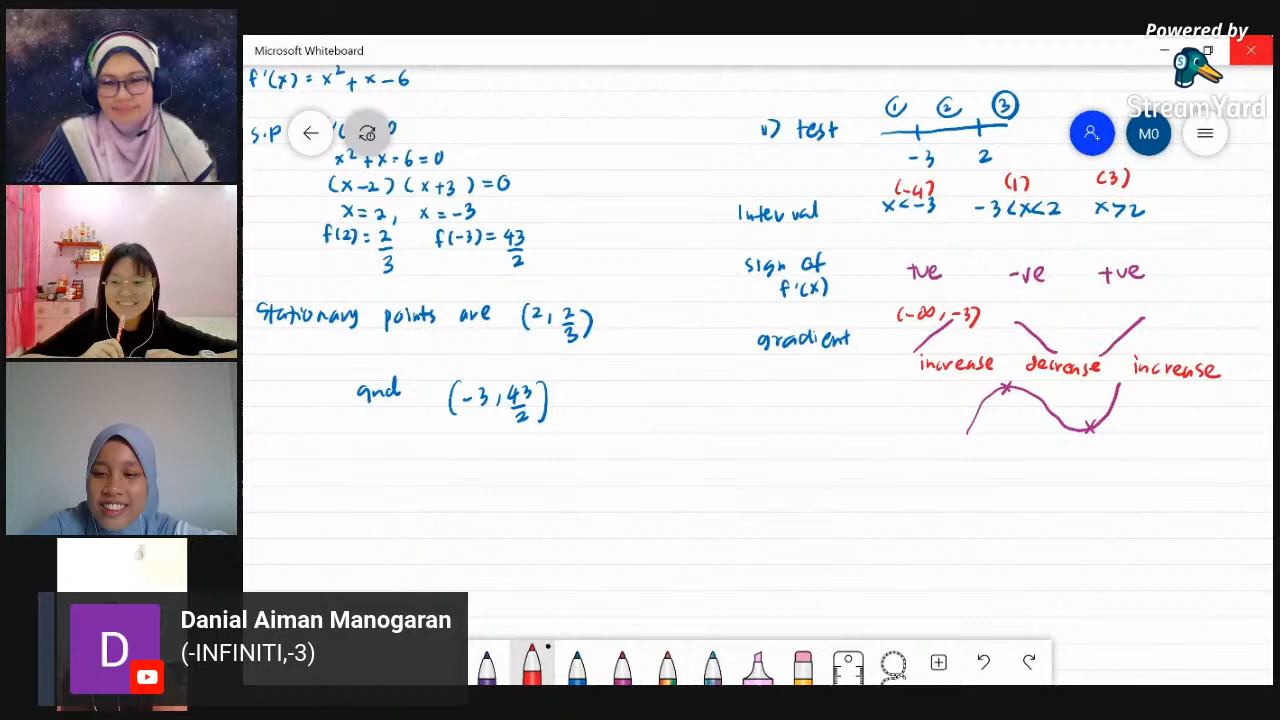 Powered by
StreamYard
Microsoft Whiteboard
f'(x) = x² + x - 6
S.P
0
x² + x - 6 = 0
(x-2) (x+3) = 0
x = 2, x = -3
f(2) = 2/3 f(-3) = 43/2
Stationary points are (2, 2/3)
and (-3, 43/2)
ii) test
① ② ③
-3 2
(-4) (1) (3)
Interval x < -3 -3 < x < 2 x > 2
sign of f'(x) +ve -ve +ve
(-∞, -3)
gradient
increase decrease increase
MO
D
Danial Aiman Manogaran
(-INFINITI,-3)